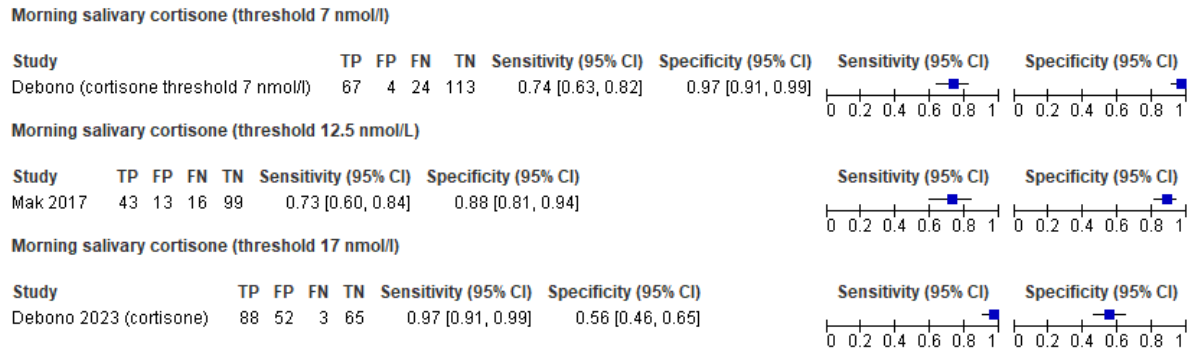 Morning salivary cortisone (threshold 7 nmol/l)
Study TP FP FN TN Sensitivity (95% CI) Specificity (95% CI) Sensitivity (95% CI) Specificity (95% CI)
Debono (cortisone threshold 7 nmol/l) 67 4 24 113 0.74 [0.63, 0.82] 0.97 [0.91, 0.99]
0 0.2 0.4 0.6 0.8 1 0 0.2 0.4 0.6 0.8 1
Morning salivary cortisone (threshold 12.5 nmol/L)
Study TP FP FN TN Sensitivity (95% CI) Specificity (95% CI) Sensitivity (95% CI) Specificity (95% CI)
Mak 2017 43 13 16 99 0.73 [0.60, 0.84] 0.88 [0.81, 0.94]
0 0.2 0.4 0.6 0.8 1 0 0.2 0.4 0.6 0.8 1
Morning salivary cortisone (threshold 17 nmol/l)
Study TP FP FN TN Sensitivity (95% CI) Specificity (95% CI) Sensitivity (95% CI) Specificity (95% CI)
Debono 2023 (cortisone) 88 52 3 65 0.97 [0.91, 0.99] 0.56 [0.46, 0.65]
0 0.2 0.4 0.6 0.8 1 0 0.2 0.4 0.6 0.8 1